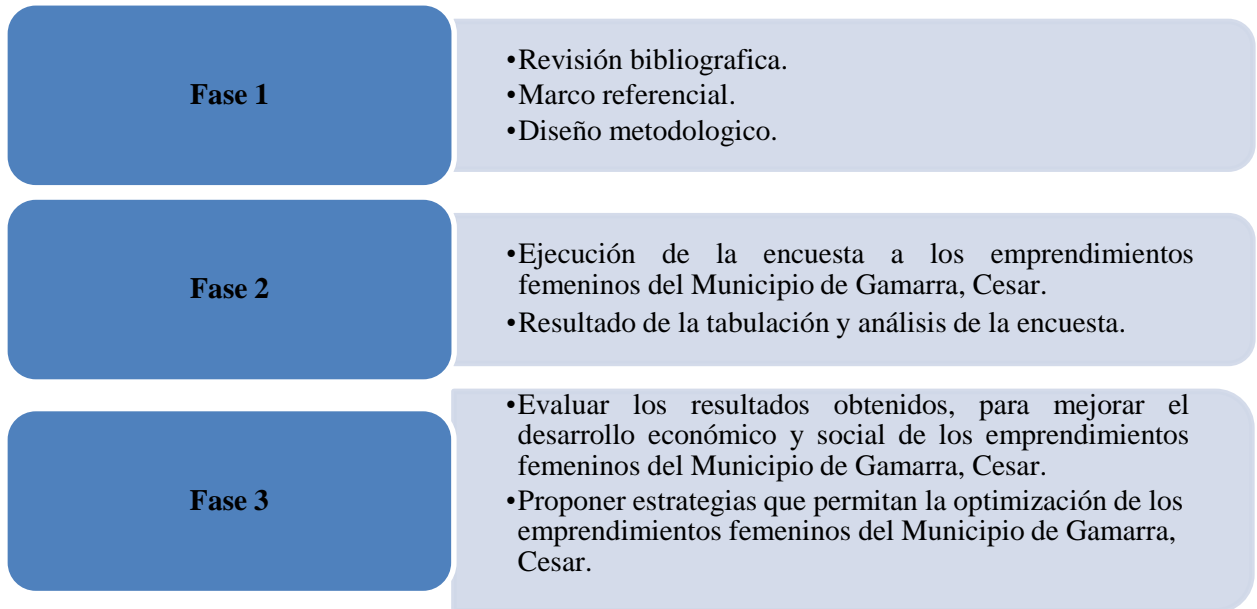 Fase 1
•Revisión bibliografica.
•Marco referencial.
•Diseño metodologico.
Fase 2
•Ejecución de la encuesta a los emprendimientos
femeninos del Municipio de Gamarra, Cesar.
•Resultado de la tabulación y análisis de la encuesta.
Fase 3
•Evaluar los resultados obtenidos, para mejorar el
desarrollo económico y social de los emprendimientos
femeninos del Municipio de Gamarra, Cesar.
•Proponer estrategias que permitan la optimización de los
emprendimientos femeninos del Municipio de Gamarra,
Cesar.